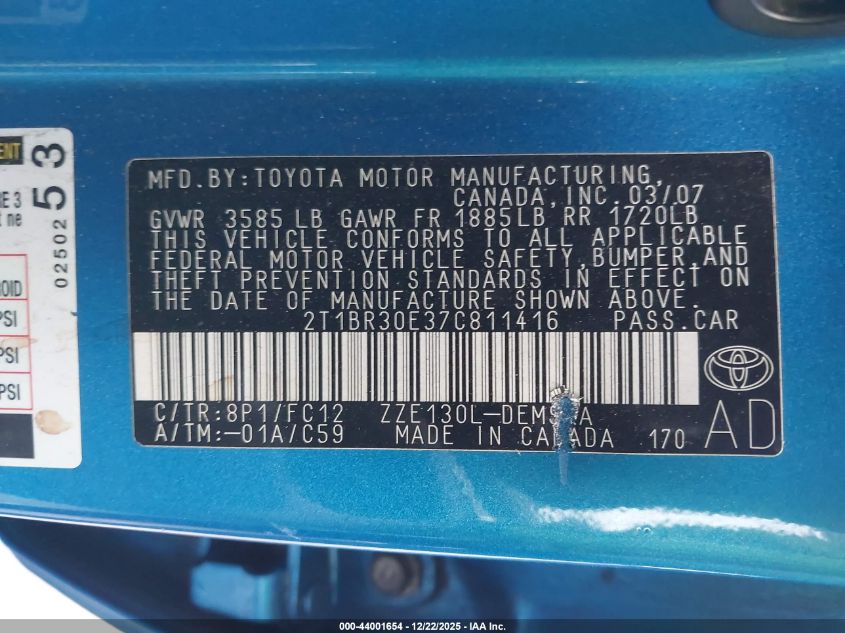 MFD.BY:TOYOTA MOTOR MANUFACTURING,
CANADA, INC. 03/07
GVWR 3585 LB GAWR FR 1885LB RR 1720LB
THIS VEHICLE CONFORMS TO ALL APPLICABLE
FEDERAL MOTOR VEHICLE SAFETY, BUMPER, AND
THEFT PREVENTION STANDARDS IN EFFECT ON
THE DATE OF MANUFACTURE SHOWN ABOVE.
2T1BR30E37C811416 PASS.CAR
C/TR:8P1/FC12
A/TM:-01A/C59 MADE IN CANADA 170
AD
02502
53
E 3
t ne
PSI
PSI
PSI
000-44001654 - 12/22/2025 - IAA Inc.